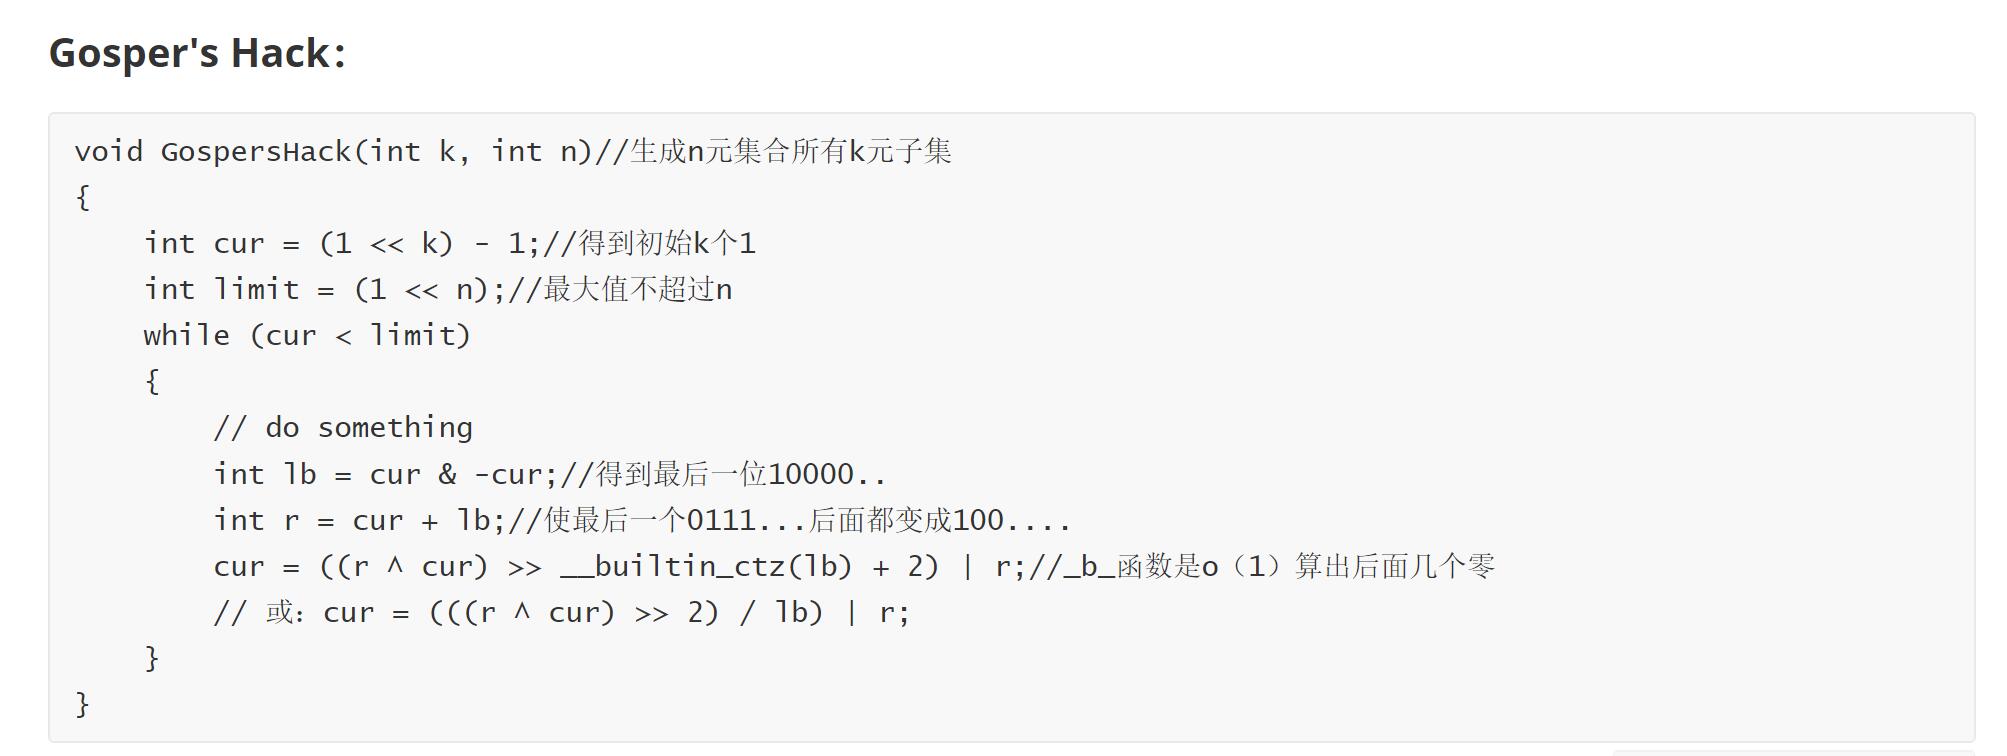 Gosper's Hack：
void GospersHack(int k, int n)//生成n元集合所有k元子集
{
    int cur = (1 << k) - 1;//得到初始k个1
    int limit = (1 << n);//最大值不超过n
    while (cur < limit)
    {
        // do something
        int lb = cur & -cur;//得到最后一位10000..
        int r = cur + lb;//使最后一个0111...后面都变成100....
        cur = ((r ^ cur) >> __builtin_ctz(lb) + 2) | r;//_b_函数是o（1）算出后面几个零
        // 或：cur = (((r ^ cur) >> 2) / lb) | r;
    }
}